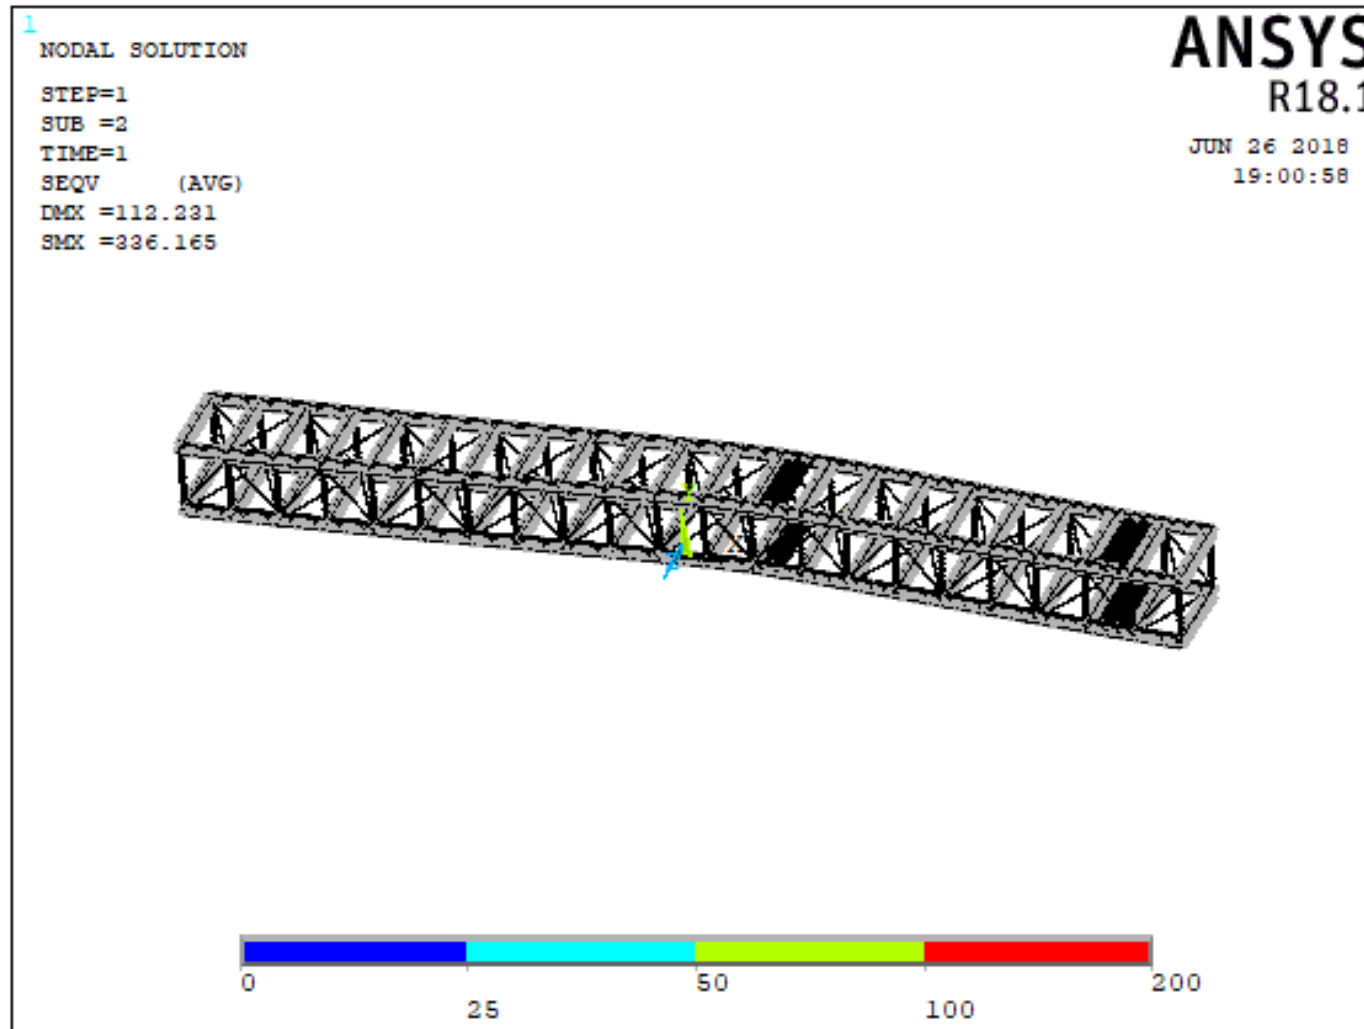 1
NODAL SOLUTION
STEP=1
SUB =2
TIME=1
SEQV (AVG)
DMX =112.231
SMX =336.165
ANSYS
R18.1
JUN 26 2018
19:00:58
0
25
50
100
200